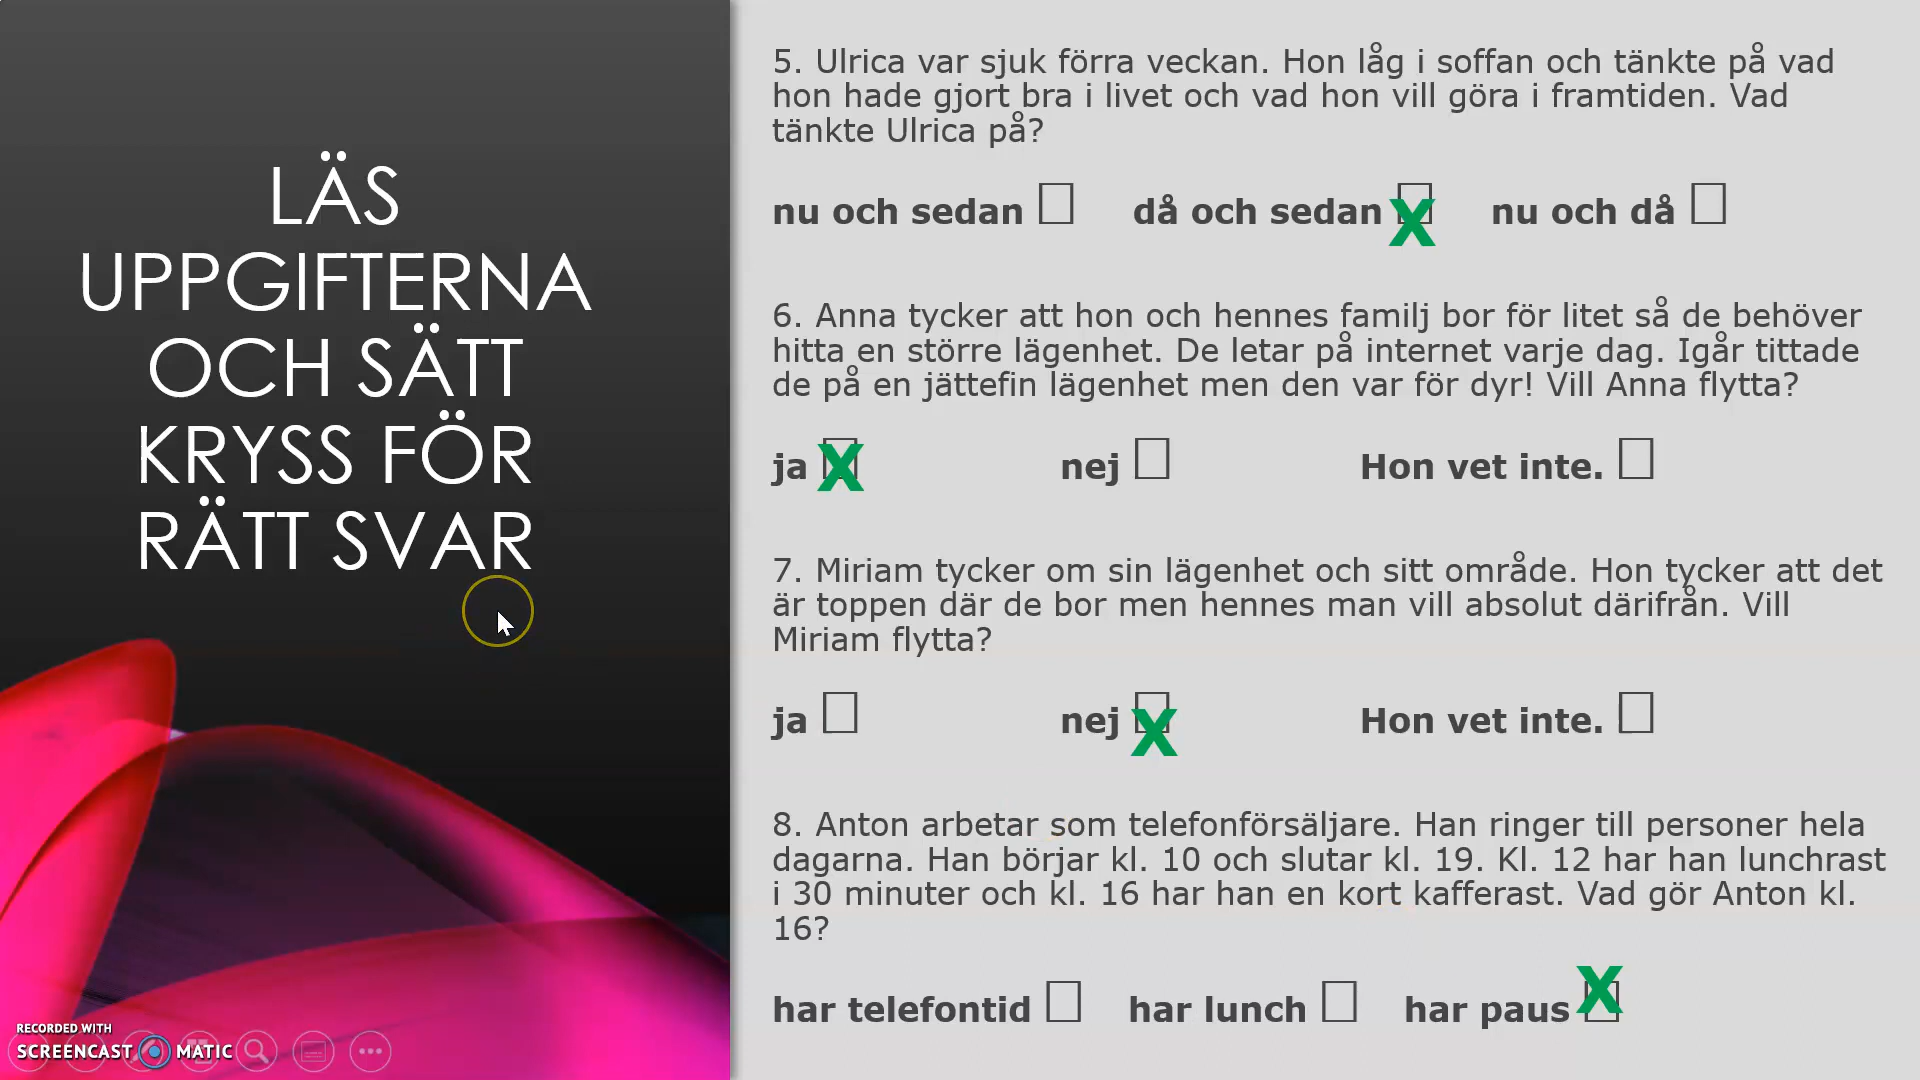 LÄS
UPPGIFTERNA
OCH SÄTT
KRYSS FÖR
RÄTT SVAR
5. Ulrica var sjuk förra veckan. Hon låg i soffan och tänkte på vad
hon hade gjort bra i livet och vad hon vill göra i framtiden. Vad
tänkte Ulrica på?
nu och sedan ☐ då och sedan ☐ X nu och då ☐
6. Anna tycker att hon och hennes familj bor för litet så de behöver
hitta en större lägenhet. De letar på internet varje dag. Igår tittade
de på en jättefin lägenhet men den var för dyr! Vill Anna flytta?
ja ☐ X nej ☐ Hon vet inte. ☐
7. Miriam tycker om sin lägenhet och sitt område. Hon tycker att det
är toppen där de bor men hennes man vill absolut därifrån. Vill
Miriam flytta?
ja ☐ nej ☐ X Hon vet inte. ☐
8. Anton arbetar som telefonförsäljare. Han ringer till personer hela
dagarna. Han börjar kl. 10 och slutar kl. 19. Kl. 12 har han lunchrast
i 30 minuter och kl. 16 har han en kort kafferast. Vad gör Anton kl.
16?
har telefontid ☐ har lunch ☐ har paus ☐ X
RECORDED WITH
SCREENCAST MATIC